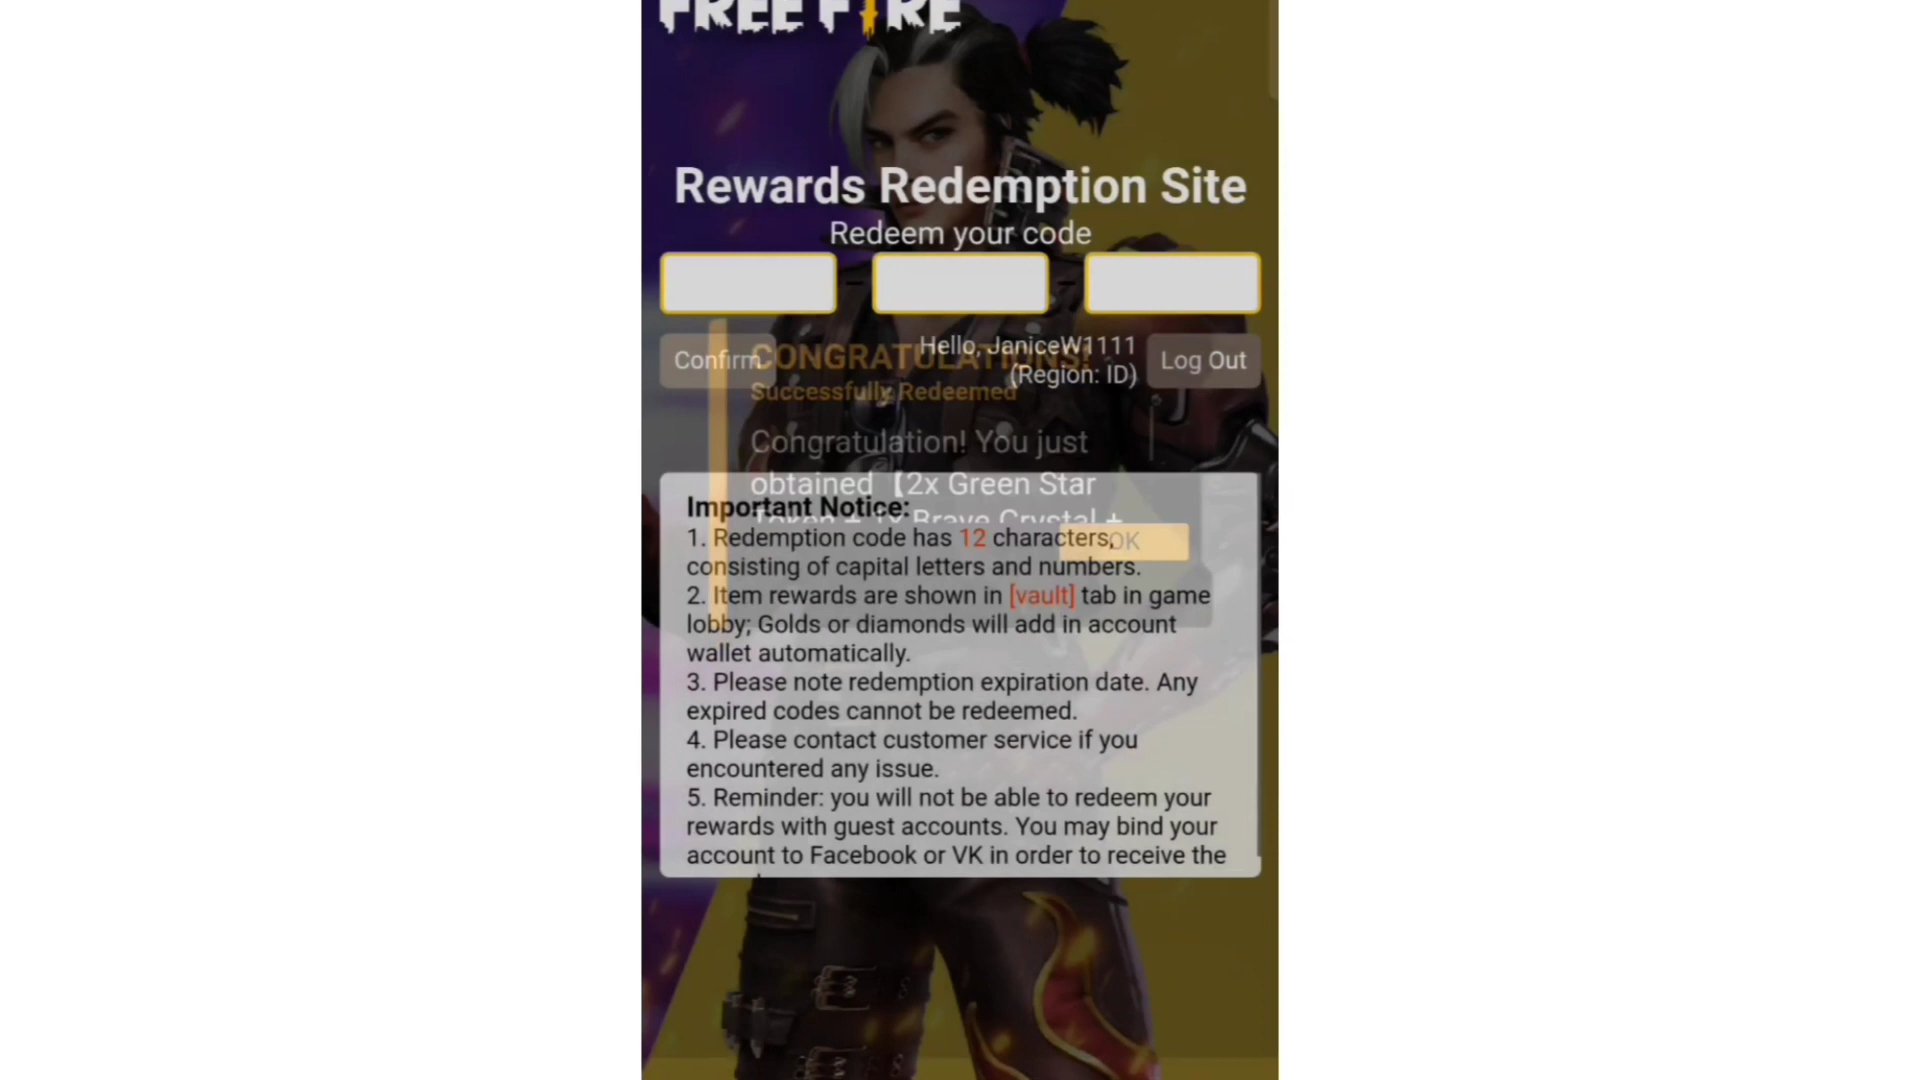 FREE FIRE
Rewards Redemption Site
Redeem your code
Confirm
CONGRATULATIONS!
Hello, JaniceW1111
(Region: ID)
Log Out
Successfully Redeemed
Congratulation! You just
obtained【2x Green Star
Token + 1x Brave Crystal +
OK
Important Notice:
1. Redemption code has 12 characters,
consisting of capital letters and numbers.
2. Item rewards are shown in [vault] tab in game
lobby; Golds or diamonds will add in account
wallet automatically.
3. Please note redemption expiration date. Any
expired codes cannot be redeemed.
4. Please contact customer service if you
encountered any issue.
5. Reminder: you will not be able to redeem your
rewards with guest accounts. You may bind your
account to Facebook or VK in order to receive the